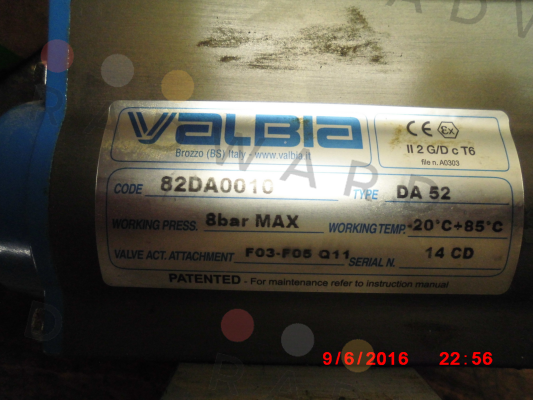 VALBIA
Brozzo (BS) Italy - www.valbia.it
CE Ex
II 2 G/D c T6
file n. A0303
CODE 82DA0010 TYPE DA 52
WORKING PRESS. 8bar MAX WORKING TEMP. -20°C÷85°C
VALVE ACT. ATTACHMENT F03-F05 Q11 SERIAL N. 14 CD
PATENTED - For maintenance refer to instruction manual
9/6/2016 22:56